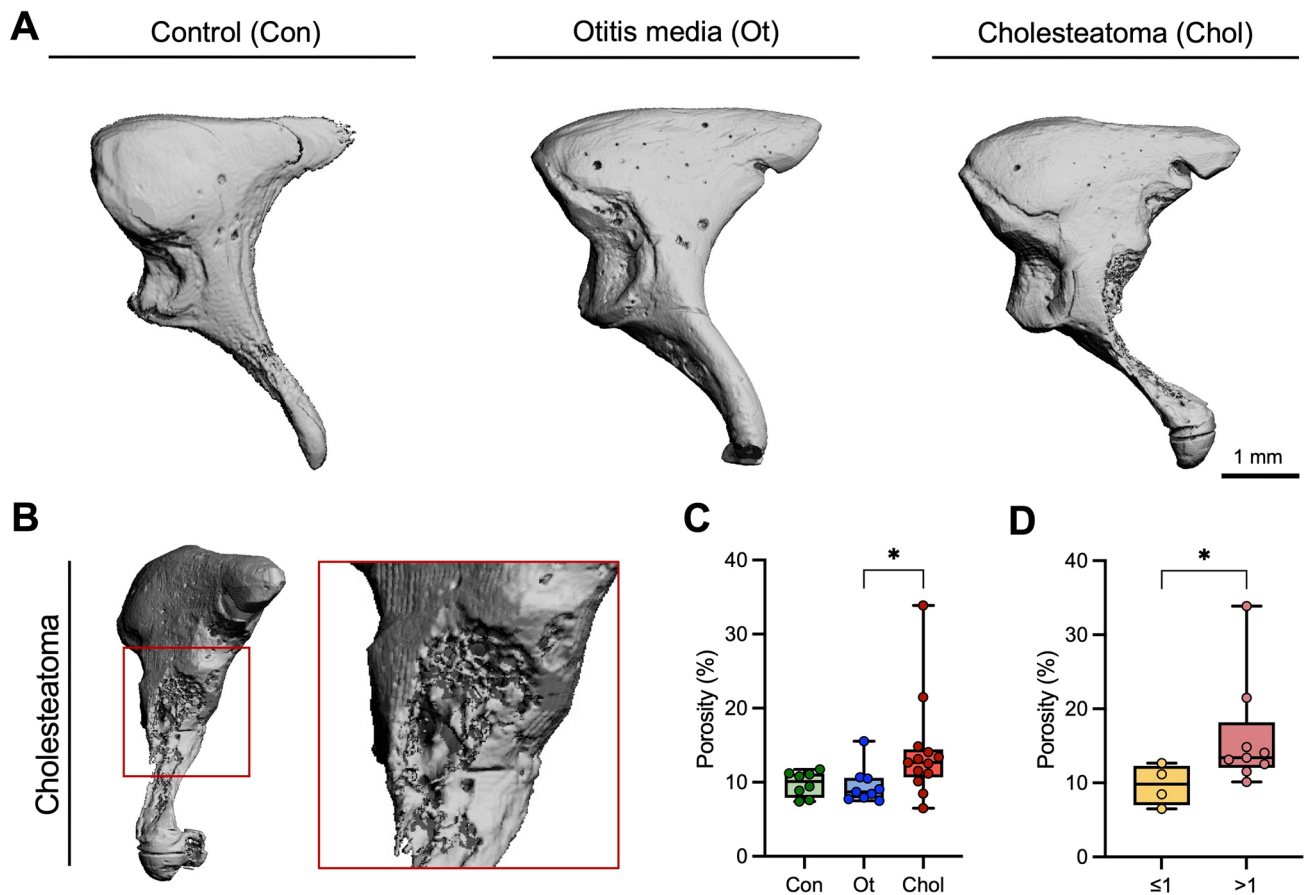 A
Control (Con)
Otitis media (Ot)
Cholesteatoma (Chol)
1 mm
B
Cholesteatoma
C
Porosity (%)
40
30
20
10
0
*
Con
Ot
Chol
D
Porosity (%)
40
30
20
10
0
*
≤1
>1